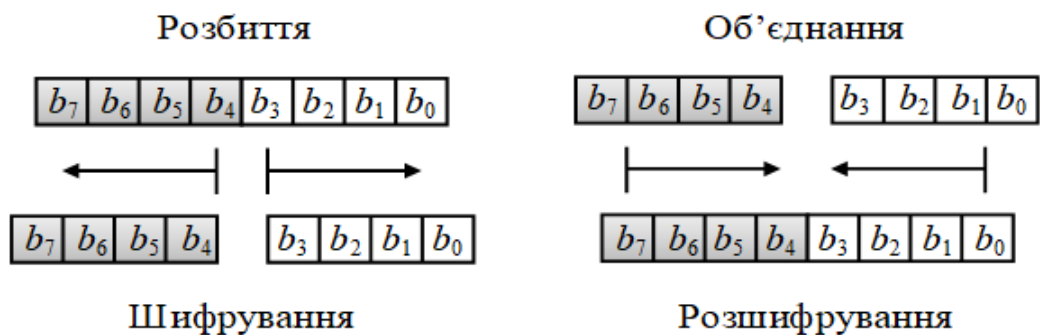 Розбиття
b₇ b₆ b₅ b₄ b₃ b₂ b₁ b₀
b₇ b₆ b₅ b₄ b₃ b₂ b₁ b₀
Шифрування
Об’єднання
b₇ b₆ b₅ b₄ b₃ b₂ b₁ b₀
b₇ b₆ b₅ b₄ b₃ b₂ b₁ b₀
Розшифрування